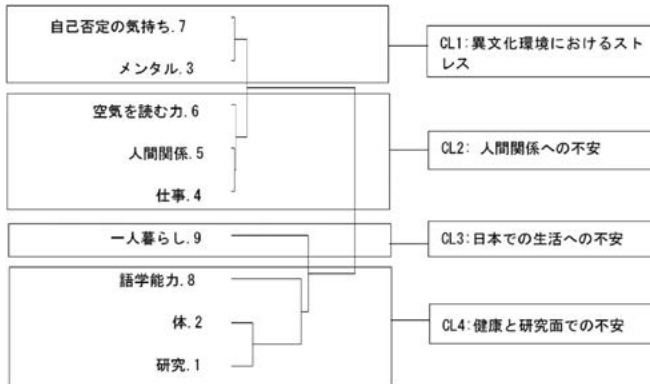 自己否定の気持ち.7
メンタル.3
CL1:異文化環境におけるスト
レス
空気を読む力.6
人間関係.5
仕事.4
CL2: 人間関係への不安
一人暮らし.9
CL3:日本での生活への不安
語学能力.8
体.2
研究.1
CL4:健康と研究面での不安